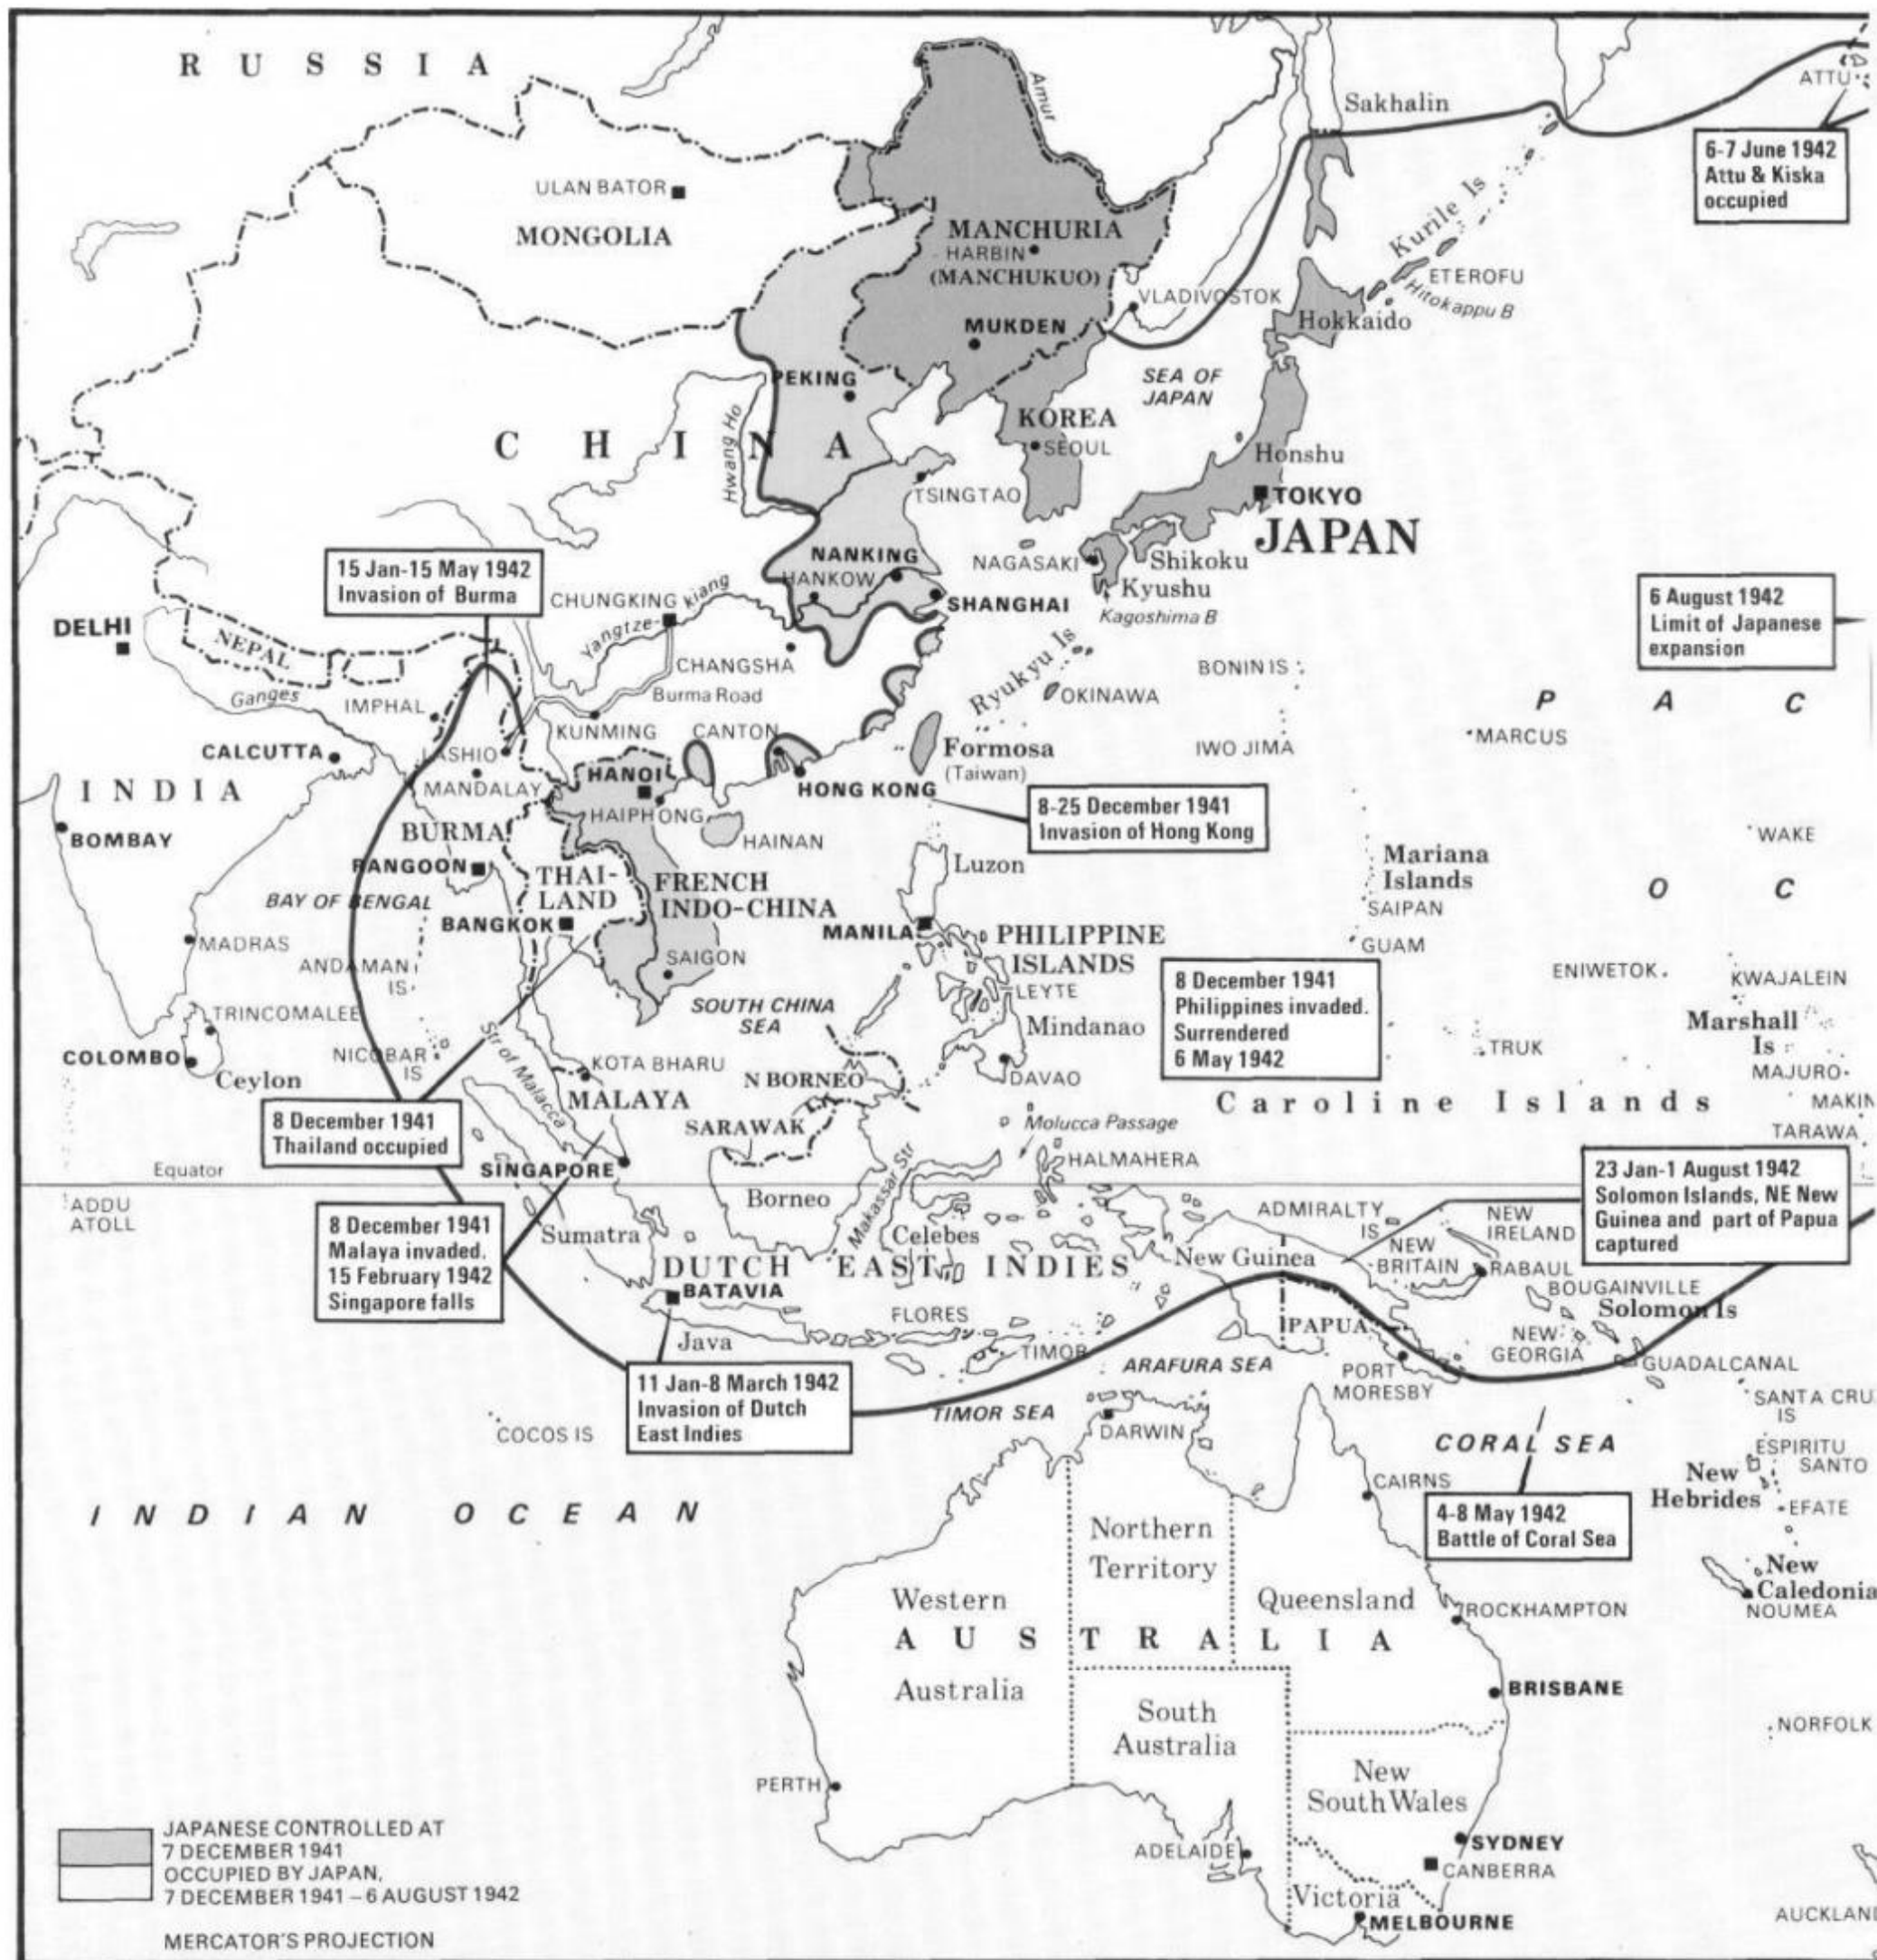 RUSSIA
Amur
Sakhalin
ATTU
6-7 June 1942
Attu & Kiska
occupied
ULAN BATOR
MONGOLIA
MANCHURIA
HARBIN
(MANCHUKUO)
Kurile Is
ETEROFU
Hitokappu B
VLADIVOSTOK
Hokkaido
MUKDEN
PEKING
SEA OF
JAPAN
KOREA
SEOUL
CHINA
Hwang Ho
Honshu
TSINGTAO
TOKYO
JAPAN
NANKING
HANKOW
NAGASAKI
Shikoku
Kyushu
Kagoshima B
SHANGHAI
15 Jan-15 May 1942
Invasion of Burma
CHUNGKING
Yangtze-kiang
6 August 1942
Limit of Japanese
expansion
DELHI
NEPAL
Ganges
CHANGSHA
Burma Road
Ryukyu Is
OKINAWA
BONIN IS
IMPHAL
KUNMING
CANTON
PAC
MARCUS
IWO JIMA
CALCUTTA
LASHIO
MANDALAY
HANOI
HAIPHONG
HONG KONG
Formosa
(Taiwan)
8-25 December 1941
Invasion of Hong Kong
INDIA
BOMBAY
BURMA
RANGOON
HAINAN
Luzon
WAKE
Mariana
Islands
SAIPAN
GUAM
OC
THAI-
LAND
FRENCH
INDO-CHINA
BAY OF BENGAL
BANGKOK
MANILA
PHILIPPINE
ISLANDS
LEYTE
Mindanao
DAVAO
MADRAS
ANDAMAN
IS
SAIGON
SOUTH CHINA
SEA
8 December 1941
Philippines invaded.
Surrendered
6 May 1942
ENIWETOK
KWAJALEIN
Marshall
Is
MAJURO
TRUK
TRINCOMALEE
COLOMBO
Ceylon
NICOBAR
IS
Str of Malacca
KOTA BHARU
MALAYA
N BORNEO
SARAWAK
Caroline Islands
MAKIN
TARAWA
8 December 1941
Thailand occupied
Molucca Passage
HALMAHERA
Equator
SINGAPORE
Borneo
Makassar Str
Celebes
23 Jan-1 August 1942
Solomon Islands, NE New
Guinea and part of Papua
captured
ADDU
ATOLL
8 December 1941
Malaya invaded.
15 February 1942
Singapore falls
Sumatra
ADMIRALTY
IS
NEW
IRELAND
NEW
BRITAIN
RABAUL
New Guinea
DUTCH EAST INDIES
BATAVIA
BOUGAINVILLE
Solomon Is
FLORES
Java
TIMOR
PAPUA
NEW
GEORGIA
GUADALCANAL
ARAFURA SEA
PORT
MORESBY
11 Jan-8 March 1942
Invasion of Dutch
East Indies
TIMOR SEA
DARWIN
COCOS IS
SANTA CRU
IS
CORAL SEA
ESPIRITU
SANTO
New
Hebrides
EFATE
CAIRNS
4-8 May 1942
Battle of Coral Sea
INDIAN OCEAN
Northern
Territory
Western
Australia
Queensland
New
Caledonia
NOUMEA
ROCKHAMPTON
AUSTRALIA
BRISBANE
South
Australia
NORFOLK
New
South Wales
PERTH
ADELAIDE
SYDNEY
CANBERRA
Victoria
MELBOURNE
AUCKLAND
JAPANESE CONTROLLED AT
7 DECEMBER 1941
OCCUPIED BY JAPAN,
7 DECEMBER 1941 – 6 AUGUST 1942
MERCATOR'S PROJECTION